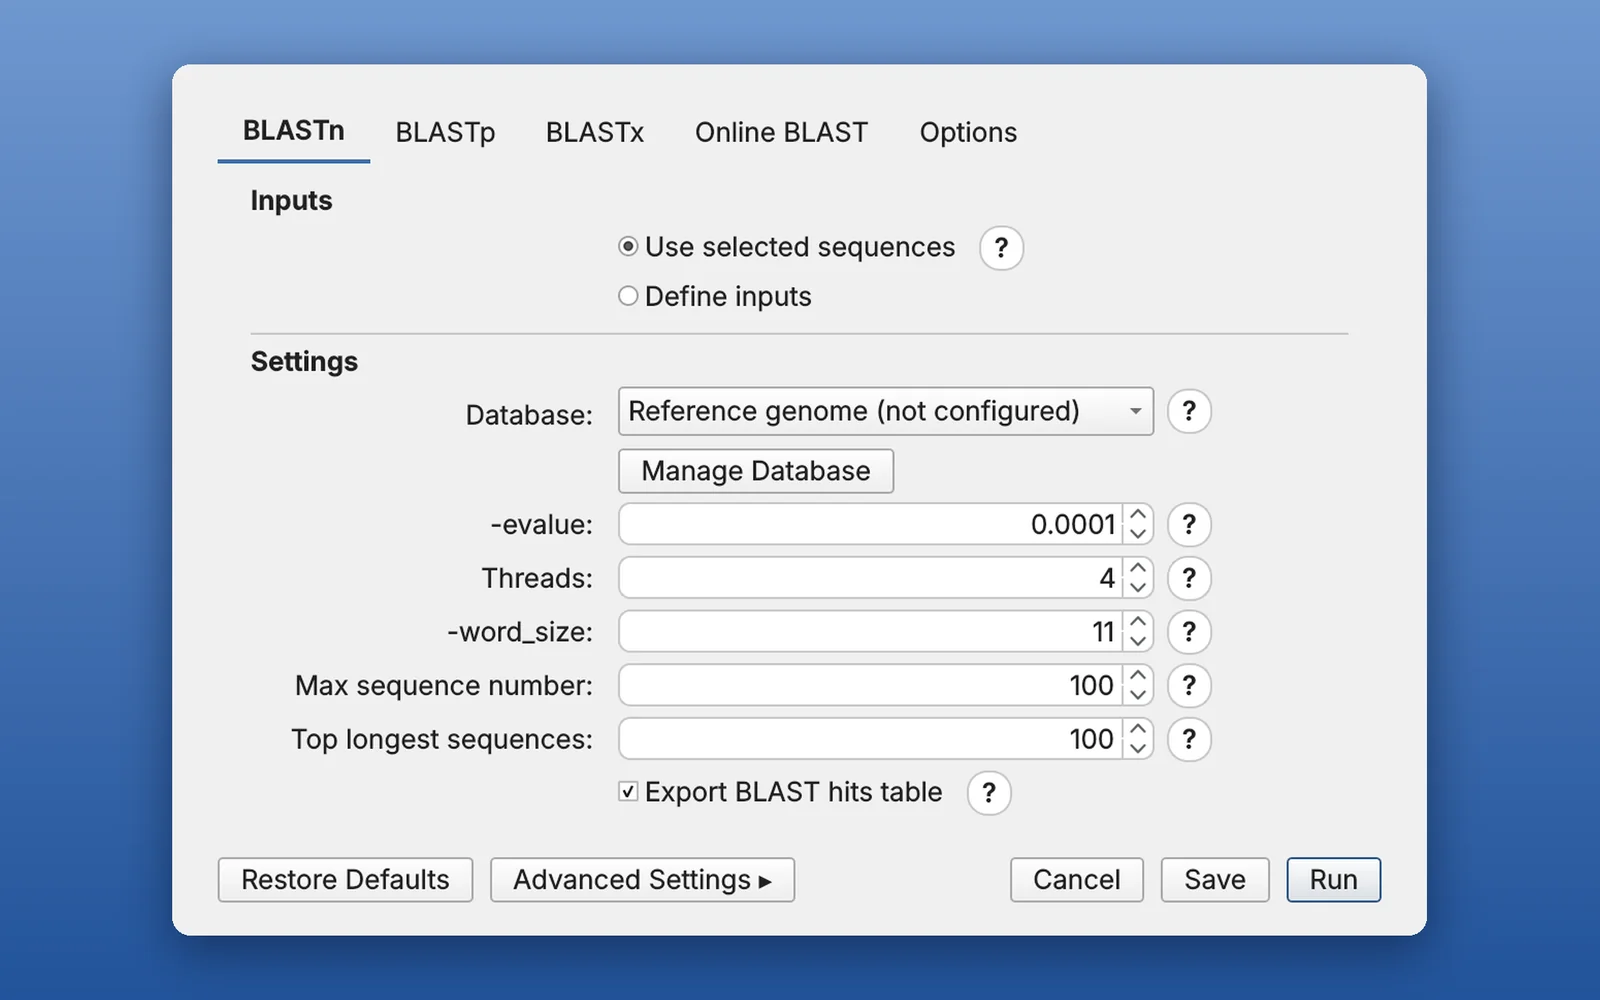 BLASTn BLASTp BLASTx Online BLAST Options
Inputs
Use selected sequences ?
Define inputs
Settings
Database: Reference genome (not configured) ?
Manage Database
-evalue: 0.0001 ?
Threads: 4 ?
-word_size: 11 ?
Max sequence number: 100 ?
Top longest sequences: 100 ?
Export BLAST hits table ?
Restore Defaults Advanced Settings ▸ Cancel Save Run